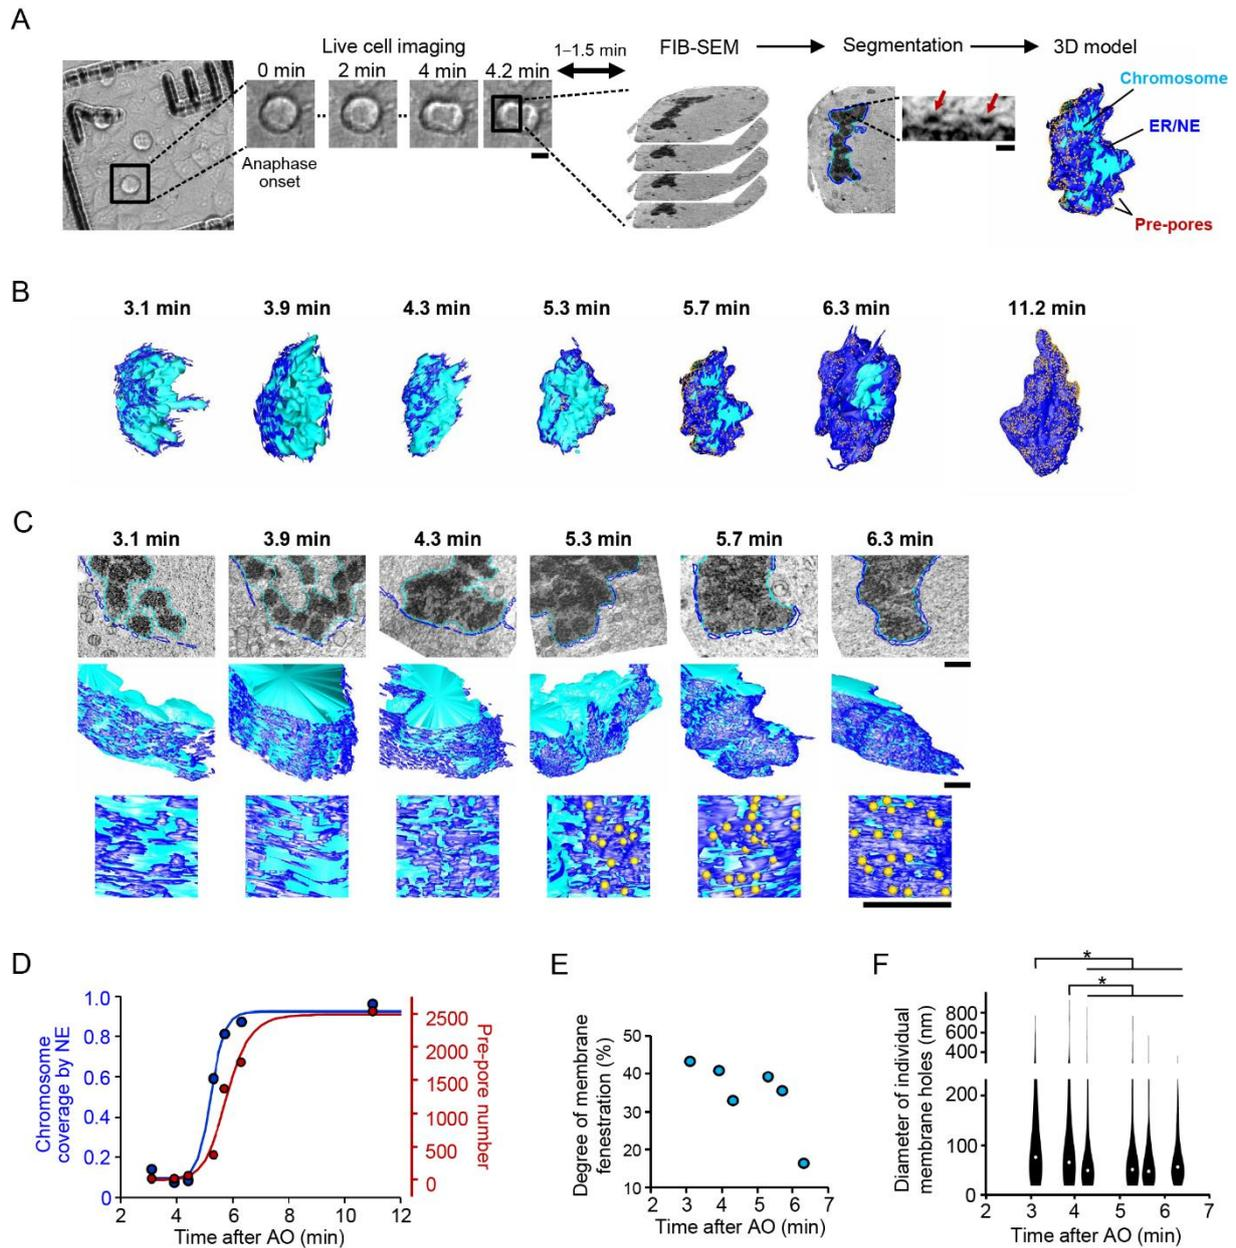 A
Live cell imaging
1–1.5 min
FIB-SEM
Segmentation
3D model
0 min
2 min
4 min
4.2 min
Anaphase
onset
Chromosome
ER/NE
Pre-pores
B
3.1 min
3.9 min
4.3 min
5.3 min
5.7 min
6.3 min
11.2 min
C
3.1 min
3.9 min
4.3 min
5.3 min
5.7 min
6.3 min
D
Chromosome
coverage by NE
1.0
0.8
0.6
0.4
0.2
0
2500
2000
1500
1000
500
0
Pre-pore number
2 4 6 8 10 12
Time after AO (min)
E
Degree of membrane
fenestration (%)
50
40
30
20
10
2 3 4 5 6 7
Time after AO (min)
F
*
*
Diameter of individual
membrane holes (nm)
800
600
400
200
100
0
2 3 4 5 6 7
Time after AO (min)